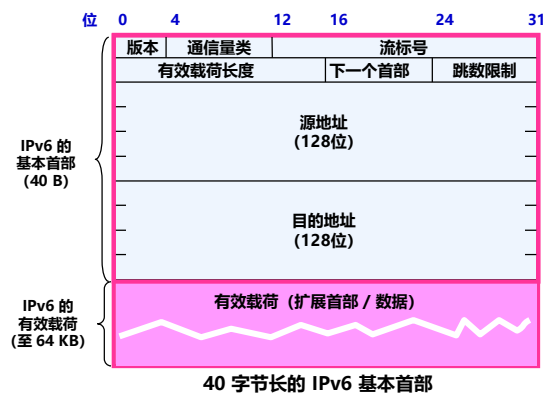 位 0 4 12 16 24 31
版本 通信量类 流标号
有效载荷长度 下一个首部 跳数限制
源地址
(128位)
IPv6 的
基本首部
(40 B)
目的地址
(128位)
IPv6 的
有效载荷
(至 64 KB)
有效载荷（扩展首部 / 数据）
40 字节长的 IPv6 基本首部